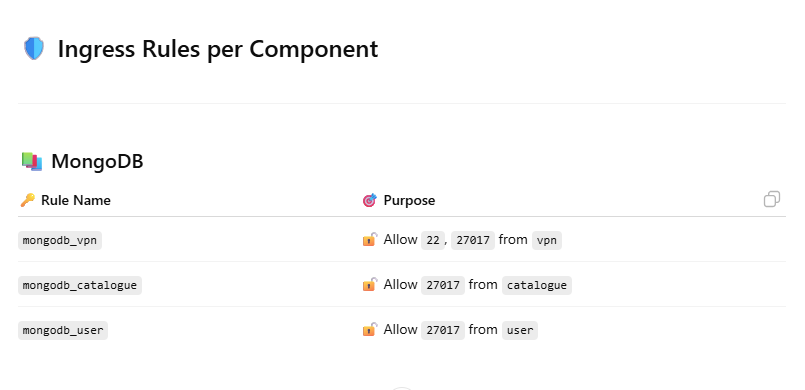 Ingress Rules per Component
MongoDB
Rule Name Purpose
mongodb_vpn Allow 22, 27017 from vpn
mongodb_catalogue Allow 27017 from catalogue
mongodb_user Allow 27017 from user